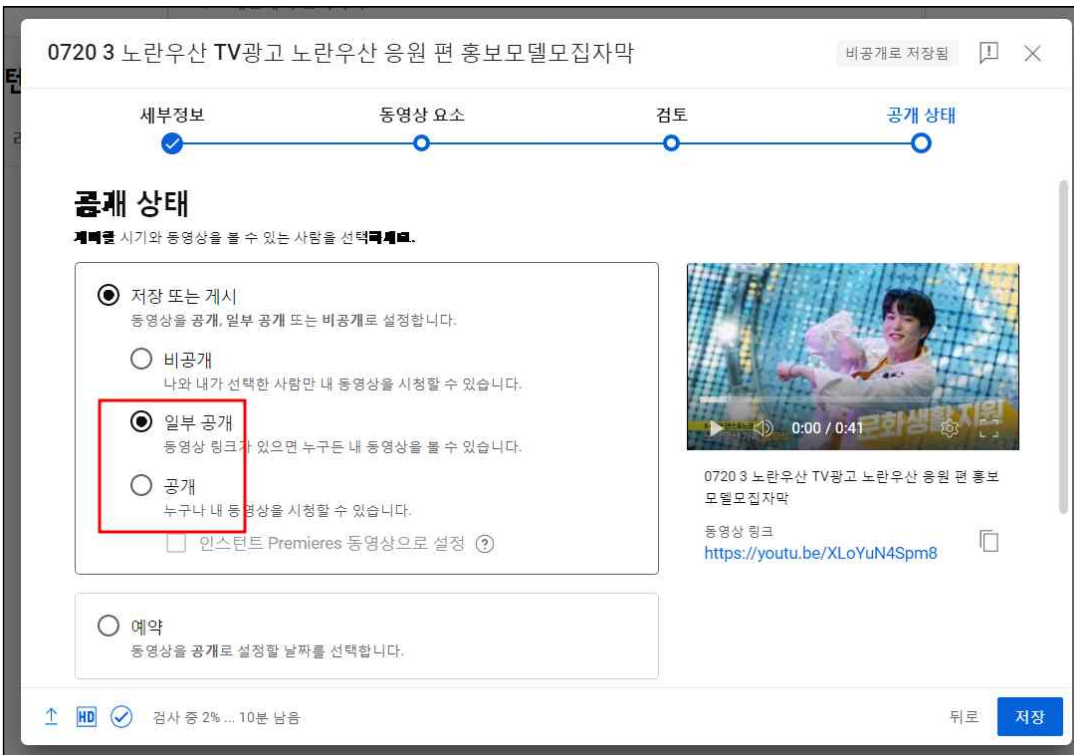 0720 3 노란우산 TV광고 노란우산 응원 편 홍보모델모집자막
비공개로 저장됨
세부정보
동영상 요소
검토
공개 상태
공개 상태
시기와 동영상을 볼 수 있는 사람을 선택
저장 또는 게시
동영상을 공개, 일부 공개 또는 비공개로 설정합니다.
비공개
나와 내가 선택한 사람만 내 동영상을 시청할 수 있습니다.
일부 공개
동영상 링크가 있으면 누구든 내 동영상을 볼 수 있습니다.
공개
누구나 내 동영상을 시청할 수 있습니다.
인스턴트 Premieres 동영상으로 설정
예약
동영상을 공개로 설정할 날짜를 선택합니다.
문화생활 지원
0:00 / 0:41
0720 3 노란우산 TV광고 노란우산 응원 편 홍보
모델모집자막
동영상 링크
https://youtu.be/XLoYuN4Spm8
HD
검사 중 2% ... 10분 남음
뒤로
저장